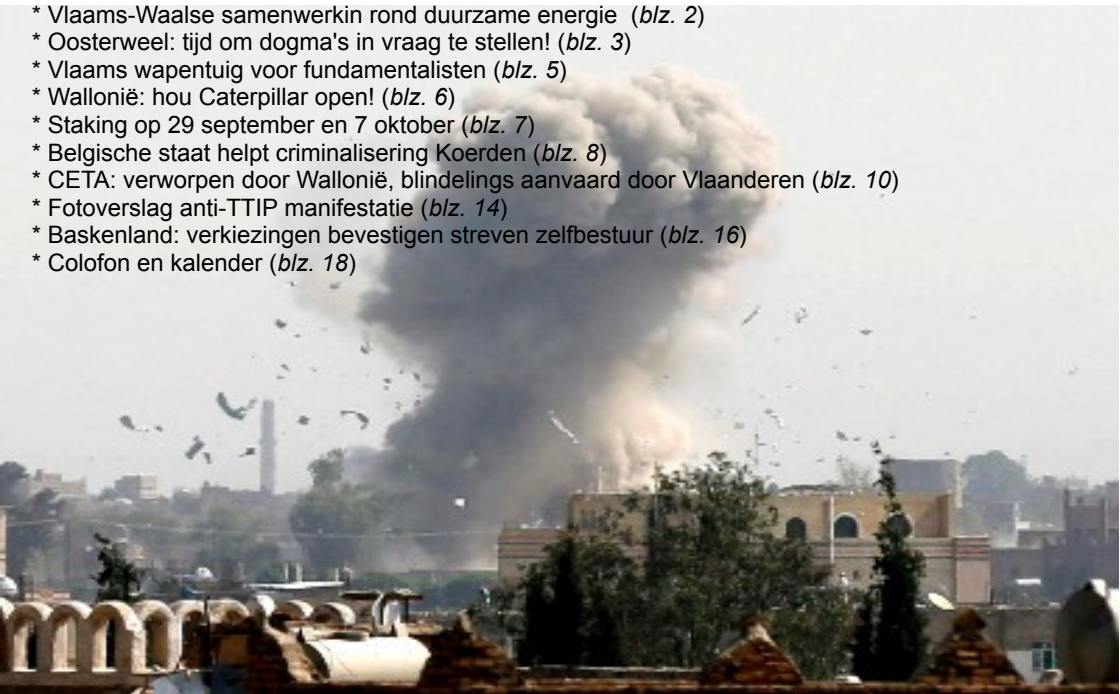 * Vlaams-Waalse samenwerkin rond duurzame energie (blz. 2)
* Oosterweel: tijd om dogma's in vraag te stellen! (blz. 3)
* Vlaams wapentuig voor fundamentalisten (blz. 5)
* Wallonië: hou Caterpillar open! (blz. 6)
* Staking op 29 september en 7 oktober (blz. 7)
* Belgische staat helpt criminalisering Koerden (blz. 8)
* CETA: verworpen door Wallonië, blindelings aanvaard door Vlaanderen (blz. 10)
* Fotoverslag anti-TTIP manifestatie (blz. 14)
* Baskenland: verkiezingen bevestigen streven zelfbestuur (blz. 16)
* Colofon en kalender (blz. 18)